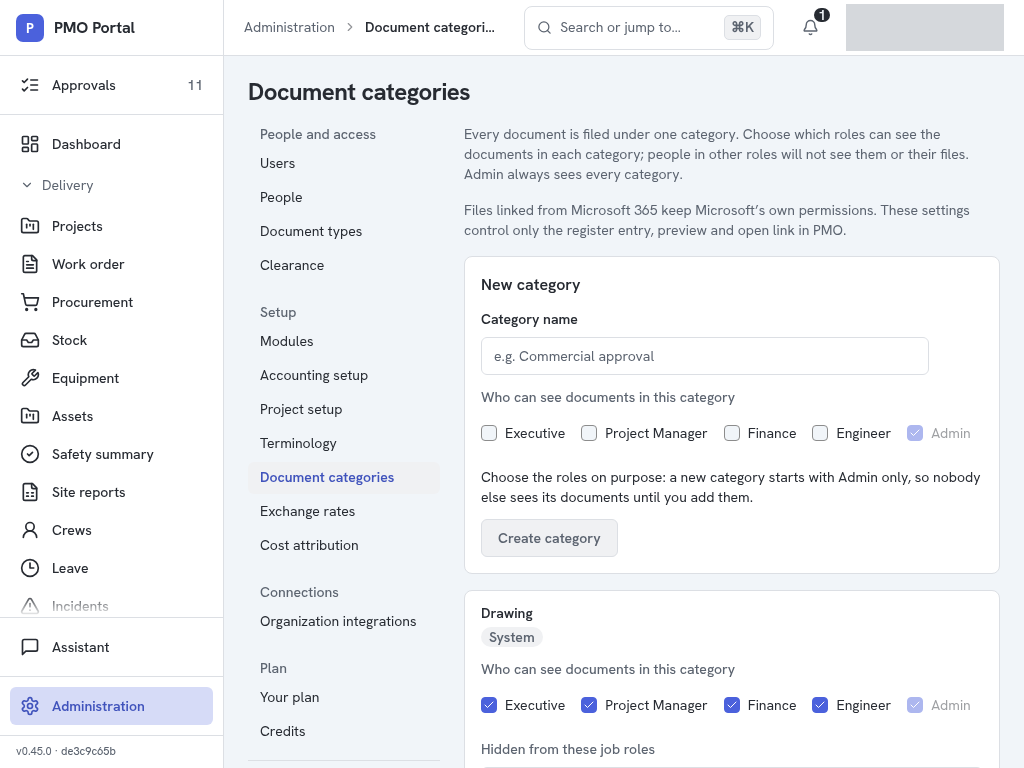 P
PMO Portal
Administration
Document categori...
Search or jump to...
⌘K
1
Approvals
11
Dashboard
Delivery
Projects
Work order
Procurement
Stock
Equipment
Assets
Safety summary
Site reports
Crews
Leave
Incidents
Assistant
Administration
v0.45.0 · de3c9c65b
Document categories
People and access
Users
People
Document types
Clearance
Setup
Modules
Accounting setup
Project setup
Terminology
Document categories
Exchange rates
Cost attribution
Connections
Organization integrations
Plan
Your plan
Credits
Every document is filed under one category. Choose which roles can see the
documents in each category; people in other roles will not see them or their files.
Admin always sees every category.
Files linked from Microsoft 365 keep Microsoft’s own permissions. These settings
control only the register entry, preview and open link in PMO.
New category
Category name
e.g. Commercial approval
Who can see documents in this category
Executive
Project Manager
Finance
Engineer
Admin
Choose the roles on purpose: a new category starts with Admin only, so nobody
else sees its documents until you add them.
Create category
Drawing
System
Who can see documents in this category
Executive
Project Manager
Finance
Engineer
Admin
Hidden from these job roles